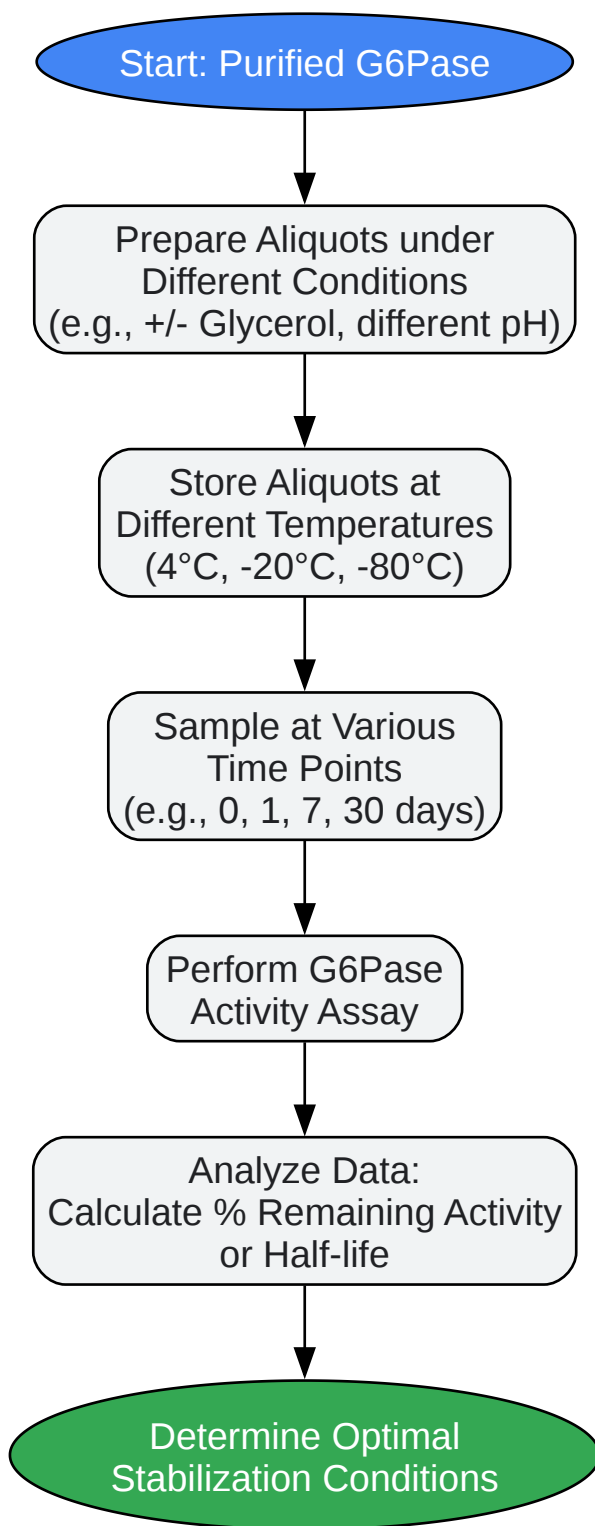 Start: Purified G6Pase
Prepare Aliquots under
Different Conditions
(e.g., +/- Glycerol, different pH)
Store Aliquots at
Different Temperatures
(4°C, -20°C, -80°C)
Sample at Various
Time Points
(e.g., 0, 1, 7, 30 days)
Perform G6Pase
Activity Assay
Analyze Data:
Calculate % Remaining Activity
or Half-life
Determine Optimal
Stabilization Conditions